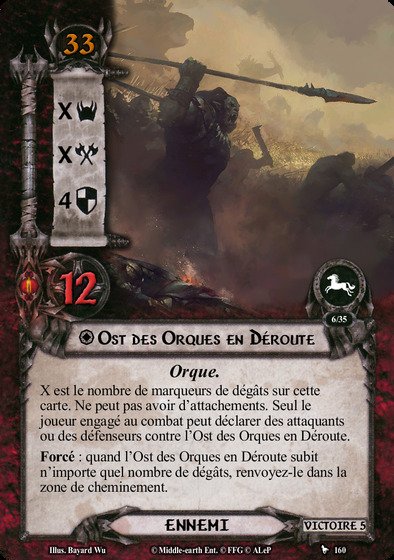 33
X
X
4
12
6/35
Ost des Orques en Déroute
Orque.
X est le nombre de marqueurs de dégâts sur cette
carte. Ne peut pas avoir d'attachements. Seul le
joueur engagé au combat peut déclarer des attaquants
ou des défenseurs contre l'Ost des Orques en Déroute.
Forcé : quand l'Ost des Orques en Déroute subit
n'importe quel nombre de dégâts, renvoyez-le dans la
zone de cheminement.
ENNEMI
VICTOIRE 5
Illus. Bayard Wu © Middle-earth Ent. © FFG © ALeP 160